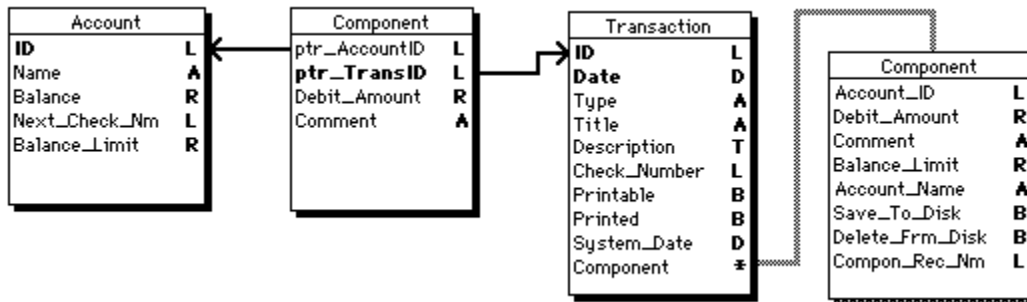 Account
ID L
Name A
Balance R
Next_Check_Nm L
Balance_Limit R
Component
ptr_AccountID L
ptr_TransID L
Debit_Amount R
Comment A
Transaction
ID L
Date D
Type A
Title A
Description T
Check_Number L
Printable B
Printed B
System_Date D
Component *
Component
Account_ID L
Debit_Amount R
Comment A
Balance_Limit R
Account_Name A
Save_To_Disk B
Delete_Frm_Disk B
Compon_Rec_Nm L